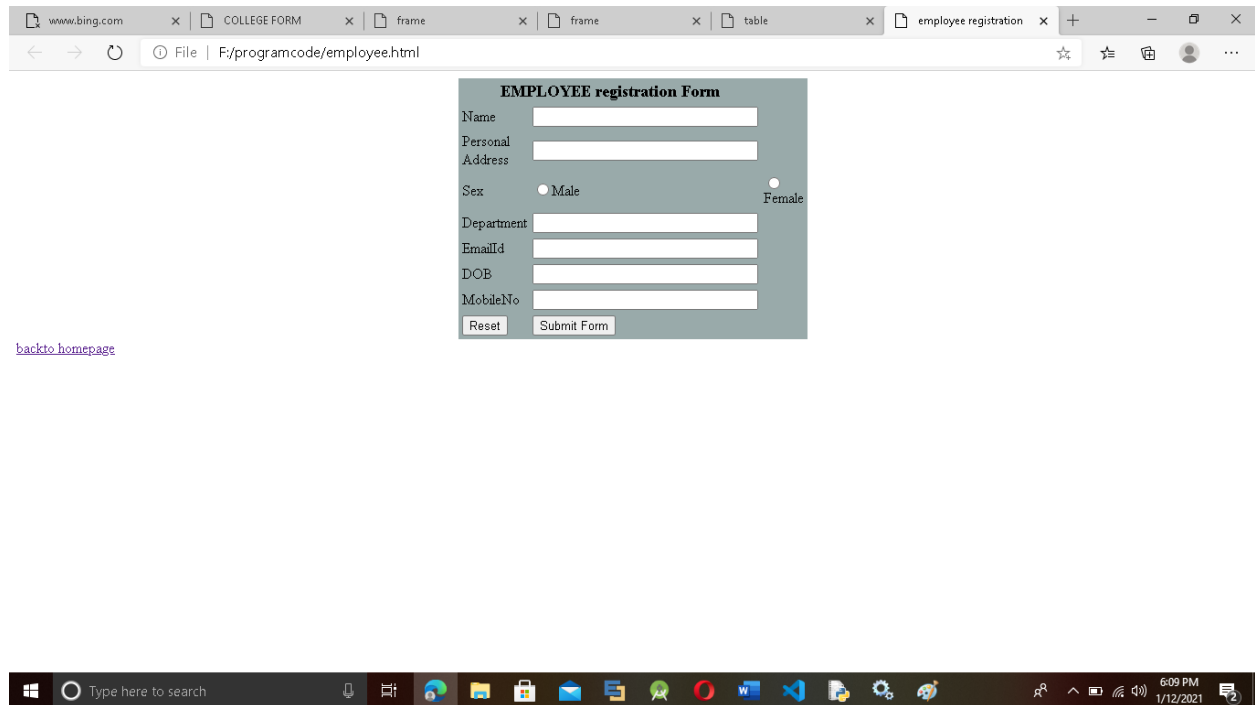 www.bing.com COLLEGE FORM frame frame table employee registration
File | F:/programcode/employee.html
EMPLOYEE registration Form
Name
Personal
Address
Sex Male Female
Department
EmailId
DOB
MobileNo
Reset Submit Form
backto homepage
Type here to search
6:09 PM
1/12/2021
2